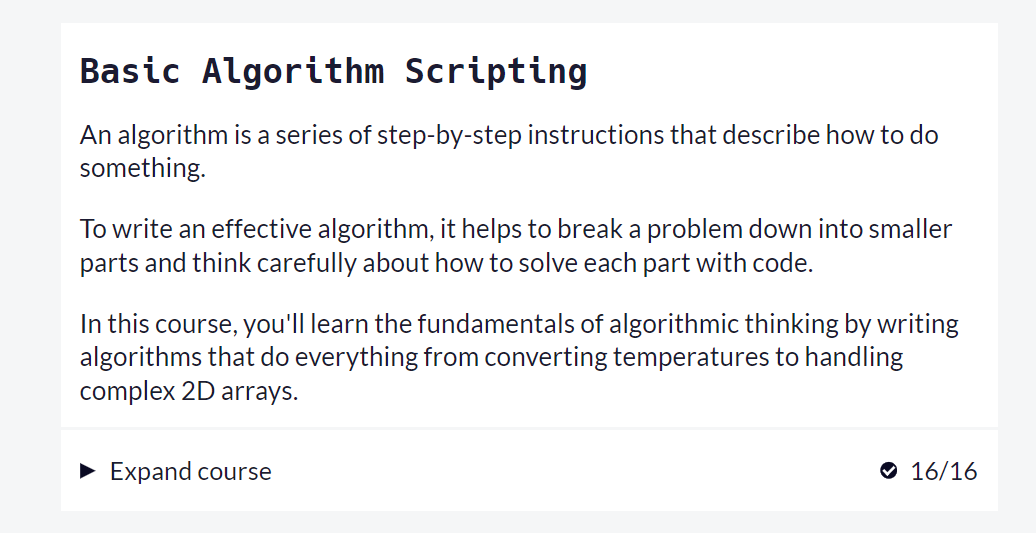 Basic Algorithm Scripting
An algorithm is a series of step-by-step instructions that describe how to do
something.
To write an effective algorithm, it helps to break a problem down into smaller
parts and think carefully about how to solve each part with code.
In this course, you'll learn the fundamentals of algorithmic thinking by writing
algorithms that do everything from converting temperatures to handling
complex 2D arrays.
Expand course 16/16